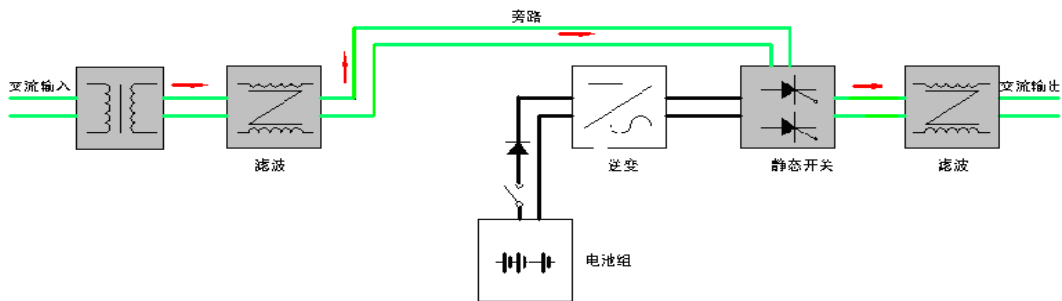 旁路
交流输入
交流输出
滤波
逆变
静态开关
滤波
电池组